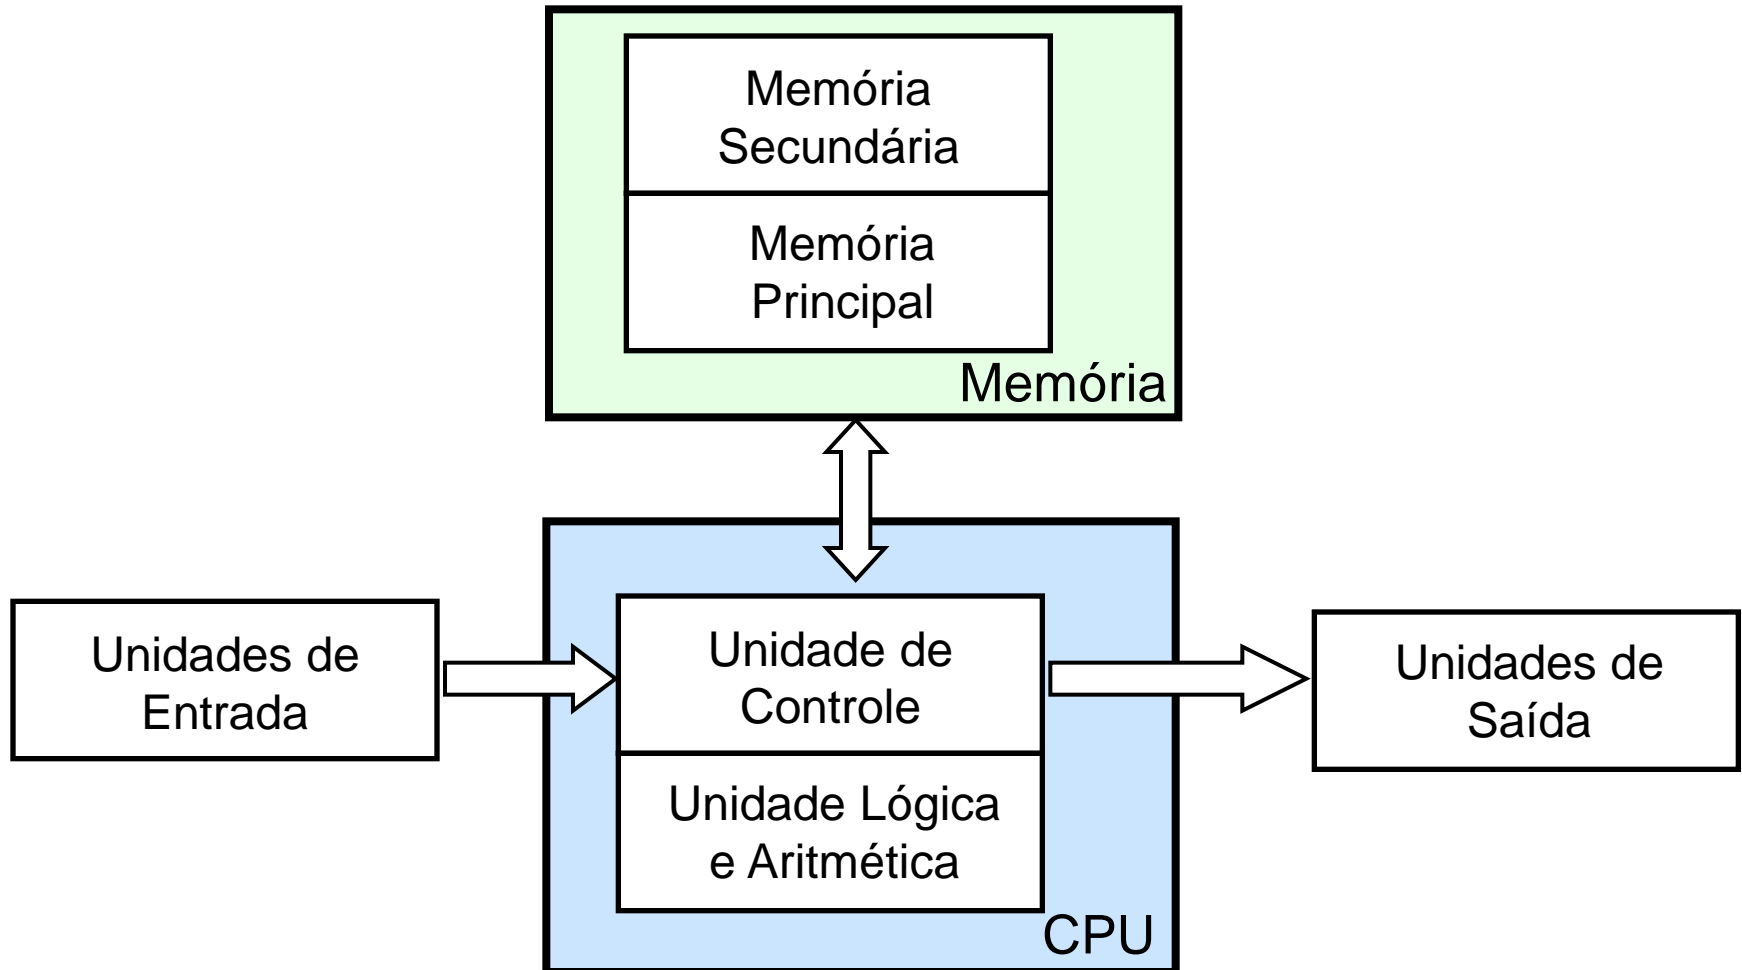 Memória
Secundária
Memória
Principal
Memória
Unidades de
Entrada
Unidade de
Controle
Unidade Lógica
e Aritmética
CPU
Unidades de
Saída